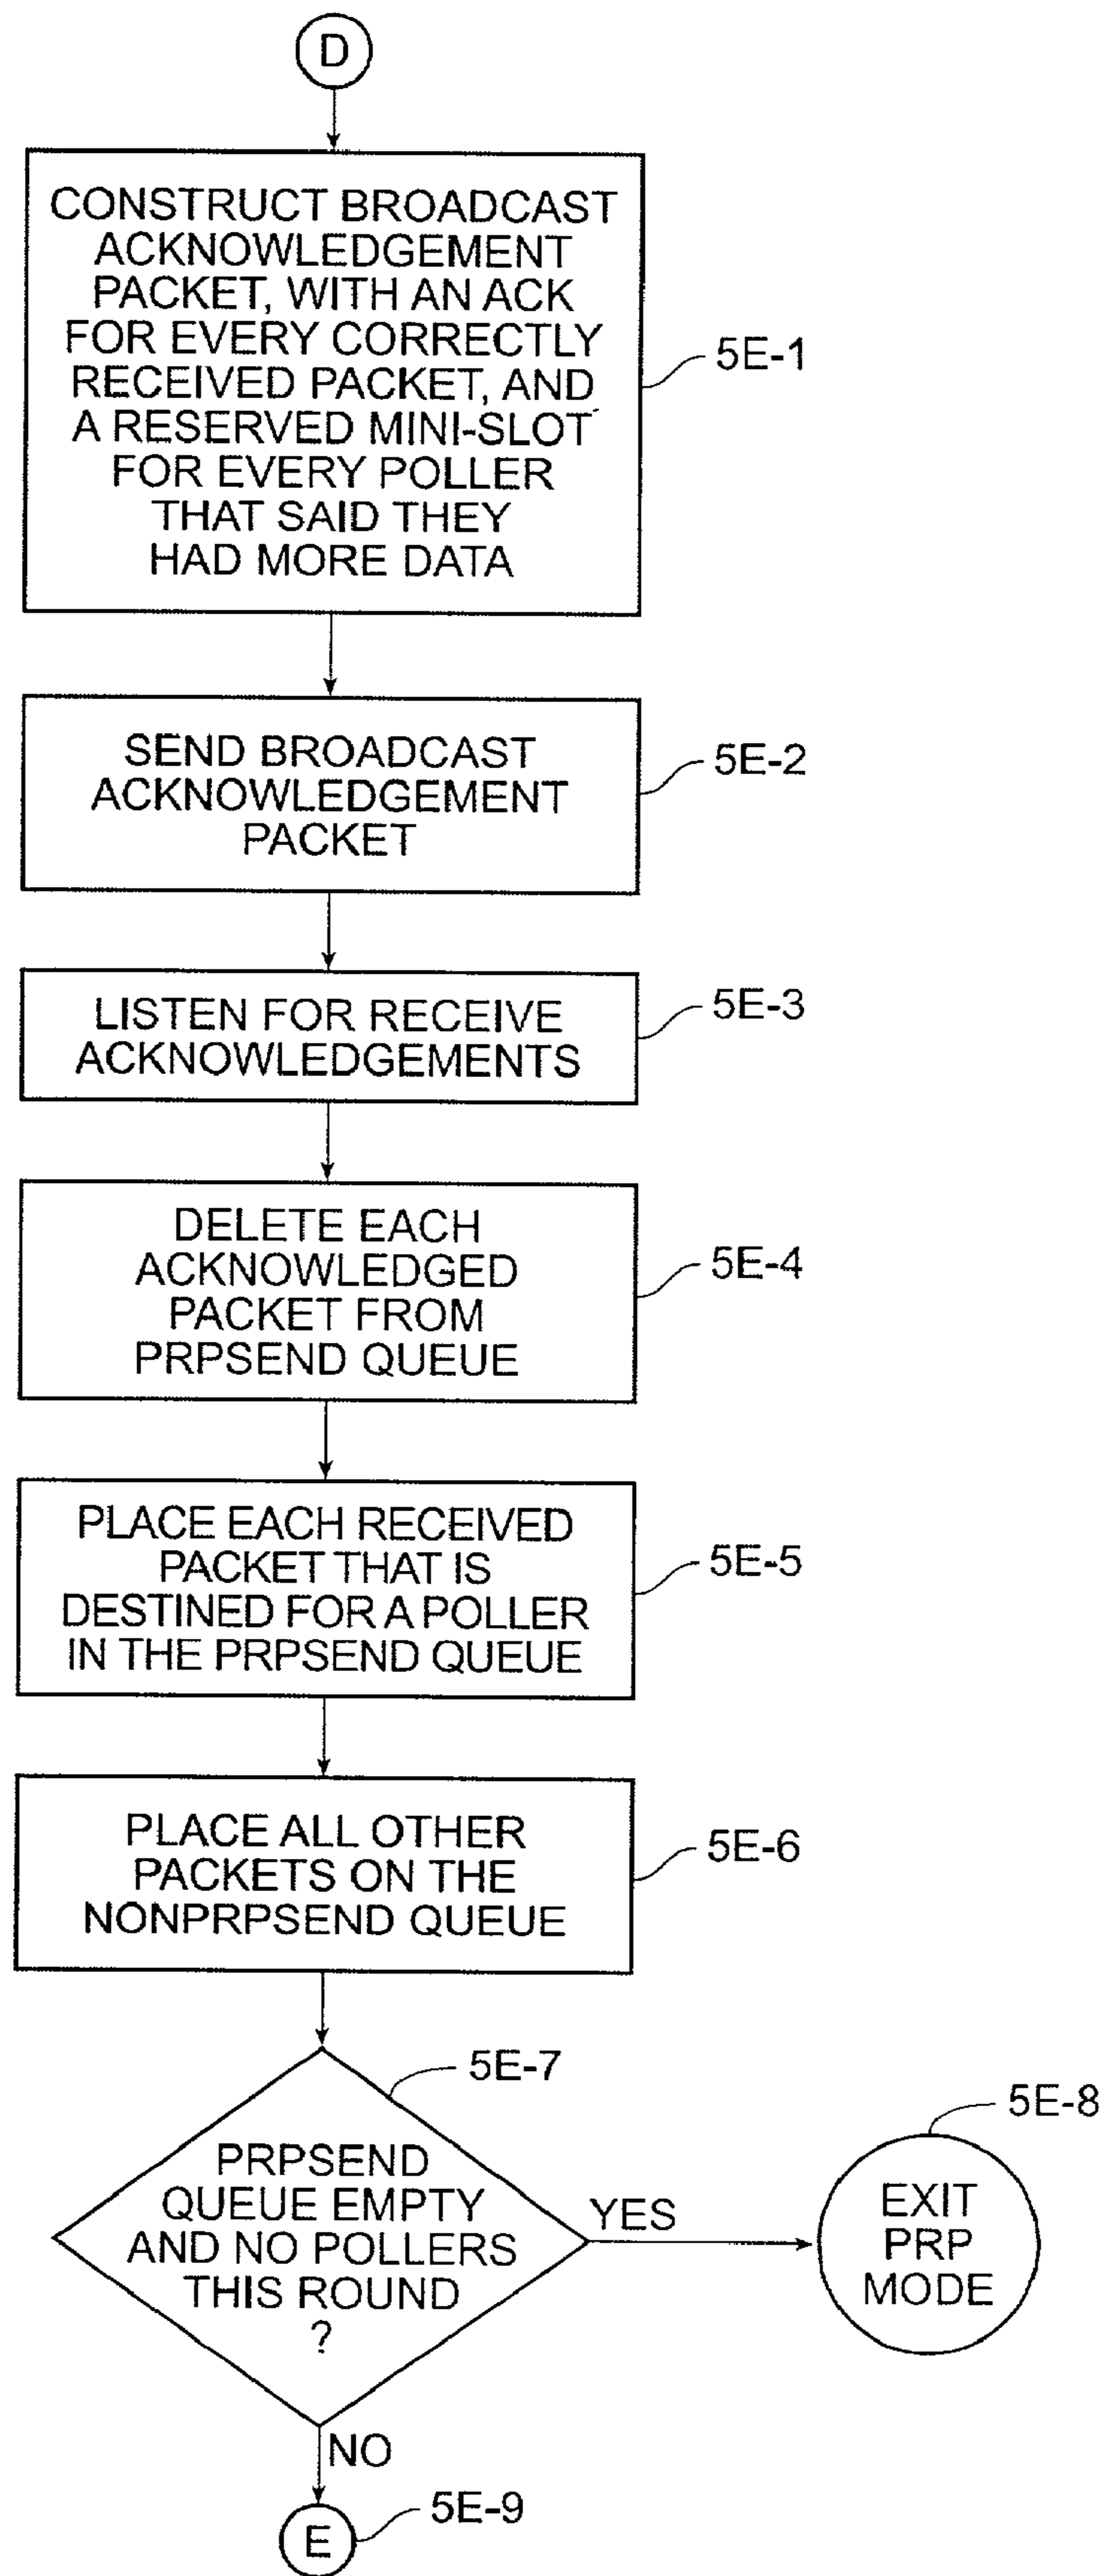 D
CONSTRUCT BROADCAST
ACKNOWLEDGEMENT
PACKET, WITH AN ACK
FOR EVERY CORRECTLY
RECEIVED PACKET, AND
A RESERVED MINI-SLOT
FOR EVERY POLLER
THAT SAID THEY
HAD MORE DATA
5E-1
SEND BROADCAST
ACKNOWLEDGEMENT
PACKET
5E-2
LISTEN FOR RECEIVE
ACKNOWLEDGEMENTS
5E-3
DELETE EACH
ACKNOWLEDGED
PACKET FROM
PRPSEND QUEUE
5E-4
PLACE EACH RECEIVED
PACKET THAT IS
DESTINED FOR A POLLER
IN THE PRPSEND QUEUE
5E-5
PLACE ALL OTHER
PACKETS ON THE
NONPRPSEND QUEUE
5E-6
5E-7
PRPSEND
QUEUE EMPTY
AND NO POLLERS
THIS ROUND
?
YES
5E-8
EXIT
PRP
MODE
NO
E
5E-9